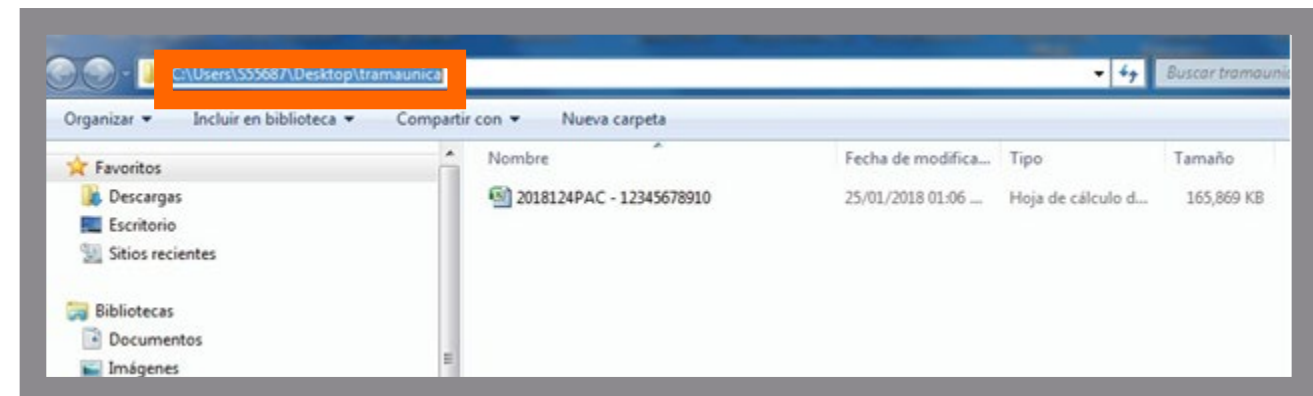 C:\Users\S55687\Desktop\tramaunica
Buscar tramaunic
Organizar Incluir en biblioteca Compartir con Nueva carpeta
Favoritos
Descargas
Escritorio
Sitios recientes
Bibliotecas
Documentos
Imágenes
Nombre Fecha de modifica... Tipo Tamaño
2018124PAC - 12345678910 25/01/2018 01:06 ... Hoja de cálculo d... 165,869 KB